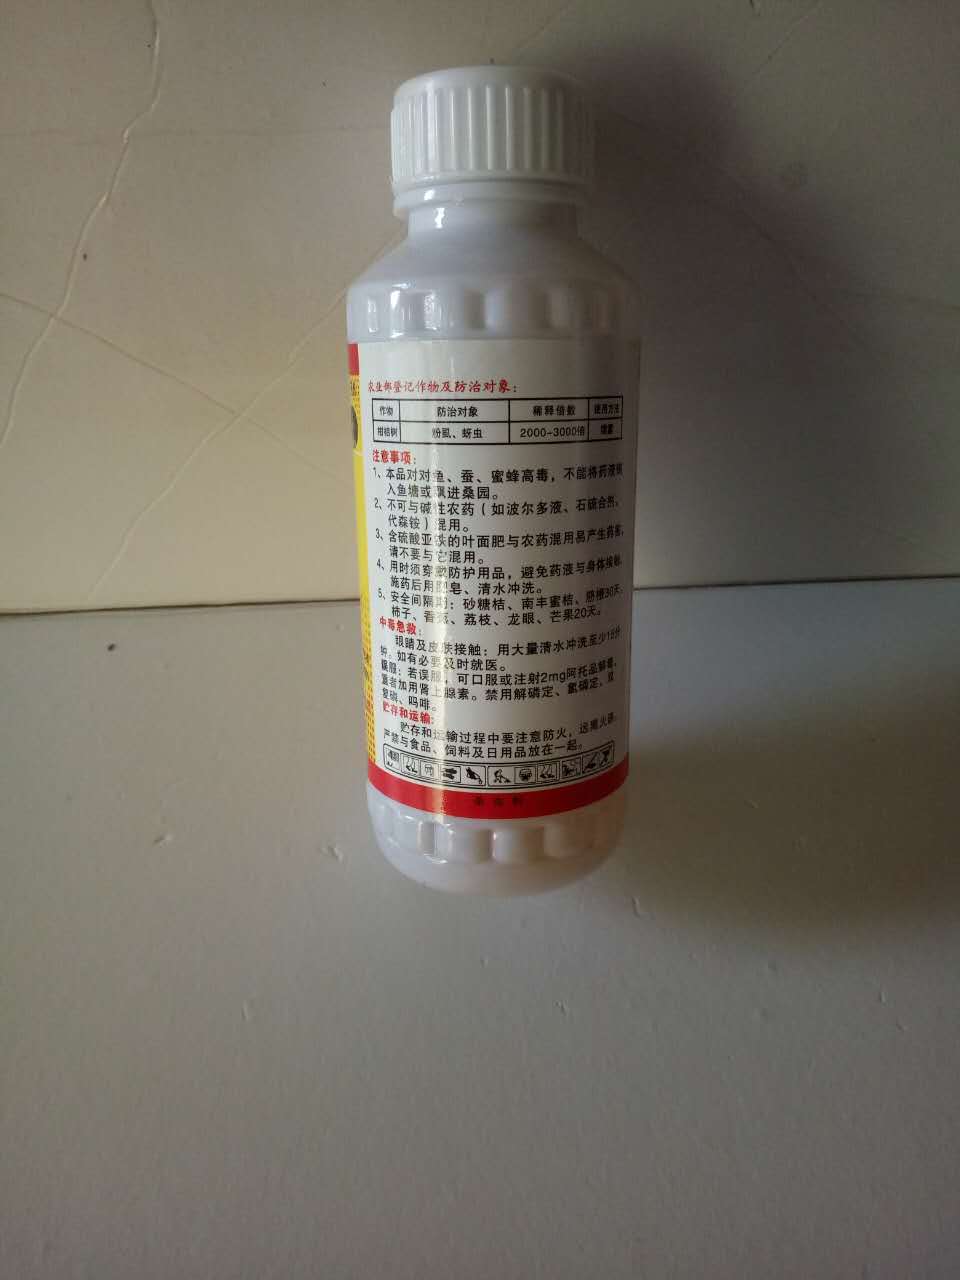 农业部登记作物及防治对象：
作物 防治对象 稀释倍数 使用方法
柑桔树 粉虱、蚜虫 2000-3000倍 喷雾
注意事项：
1、本品对对鱼、蚕、蜜蜂高毒，不能将药液倾
入鱼塘或飘进桑园。
2、不可与碱性农药（如波尔多液、石硫合剂、
代森铵）混用。
3、含硫酸亚铁的叶面肥与农药混用易产生药害，
请不要与它混用。
4、用时须穿戴防护用品，避免药液与身体接触，
施药后用肥皂、清水冲洗。
5、安全间隔期：砂糖桔、南丰蜜桔、脐橙30天，
柿子、香蕉、荔枝、龙眼、芒果20天。
中毒急救：
眼睛及皮肤接触：用大量清水冲洗至少15分
钟。如有必要及时就医。
误服：若误服，可口服或注射2mg阿托品解毒，
重者加用肾上腺素。禁用解磷定、氯磷定、双
复磷、吗啡。
贮存和运输：
贮存和运输过程中要注意防火，远离火源。
严禁与食品、饲料及日用品放在一起。
杀虫剂